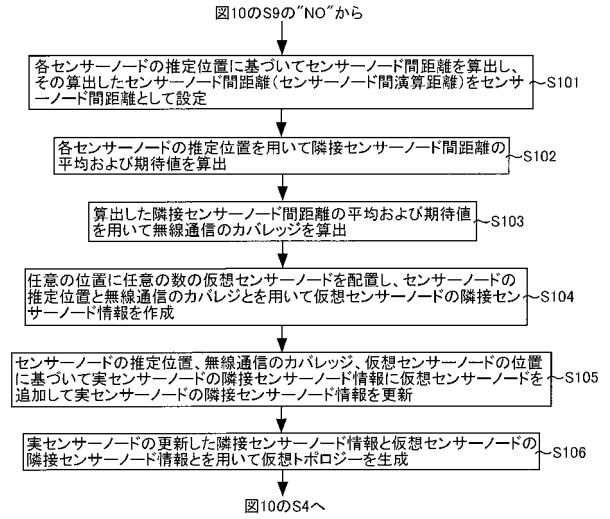 図10のS9の"NO"から
各センサーノードの推定位置に基づいてセンサーノード間距離を算出し、
その算出したセンサーノード間距離(センサーノード間演算距離)をセンサ
ーノード間距離として設定
S101
各センサーノードの推定位置を用いて隣接センサーノード間距離の
平均および期待値を算出
S102
算出した隣接センサーノード間距離の平均および期待値
を用いて無線通信のカバレッジを算出
S103
任意の位置に任意の数の仮想センサーノードを配置し、センサーノードの
推定位置と無線通信のカバレジとを用いて仮想センサーノードの隣接セン
サーノード情報を作成
S104
センサーノードの推定位置、無線通信のカバレッジ、仮想センサーノードの位置
に基づいて実センサーノードの隣接センサーノード情報に仮想センサーノードを
追加して実センサーノードの隣接センサーノード情報を更新
S105
実センサーノードの更新した隣接センサーノード情報と仮想センサーノードの
隣接センサーノード情報とを用いて仮想トポロジーを生成
S106
図10のS4へ